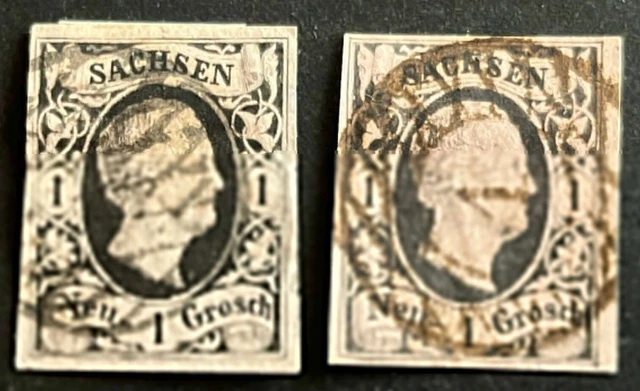 SACHSEN
1 1
Neu 1 Grosch
SACHSEN
1 1
Neu 1 Grosch